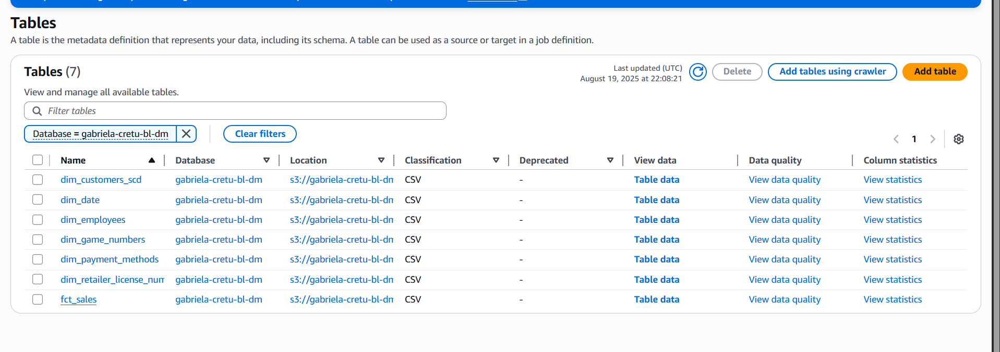 Tables
A table is the metadata definition that represents your data, including its schema. A table can be used as a source or target in a job definition.
Tables (7)
Last updated (UTC)
August 19, 2025 at 22:08:21
Delete
Add tables using crawler
Add table
View and manage all available tables.
Filter tables
Database = gabriela-cretu-bl-dm
Clear filters
1
Name Database Location Classification Deprecated View data Data quality Column statistics
dim_customers_scd gabriela-cretu-bl-dm s3://gabriela-cretu-bl-dm CSV - Table data View data quality View statistics
dim_date gabriela-cretu-bl-dm s3://gabriela-cretu-bl-dm CSV - Table data View data quality View statistics
dim_employees gabriela-cretu-bl-dm s3://gabriela-cretu-bl-dm CSV - Table data View data quality View statistics
dim_game_numbers gabriela-cretu-bl-dm s3://gabriela-cretu-bl-dm CSV - Table data View data quality View statistics
dim_payment_methods gabriela-cretu-bl-dm s3://gabriela-cretu-bl-dm CSV - Table data View data quality View statistics
dim_retailer_license_num gabriela-cretu-bl-dm s3://gabriela-cretu-bl-dm CSV - Table data View data quality View statistics
fct_sales gabriela-cretu-bl-dm s3://gabriela-cretu-bl-dm CSV - Table data View data quality View statistics